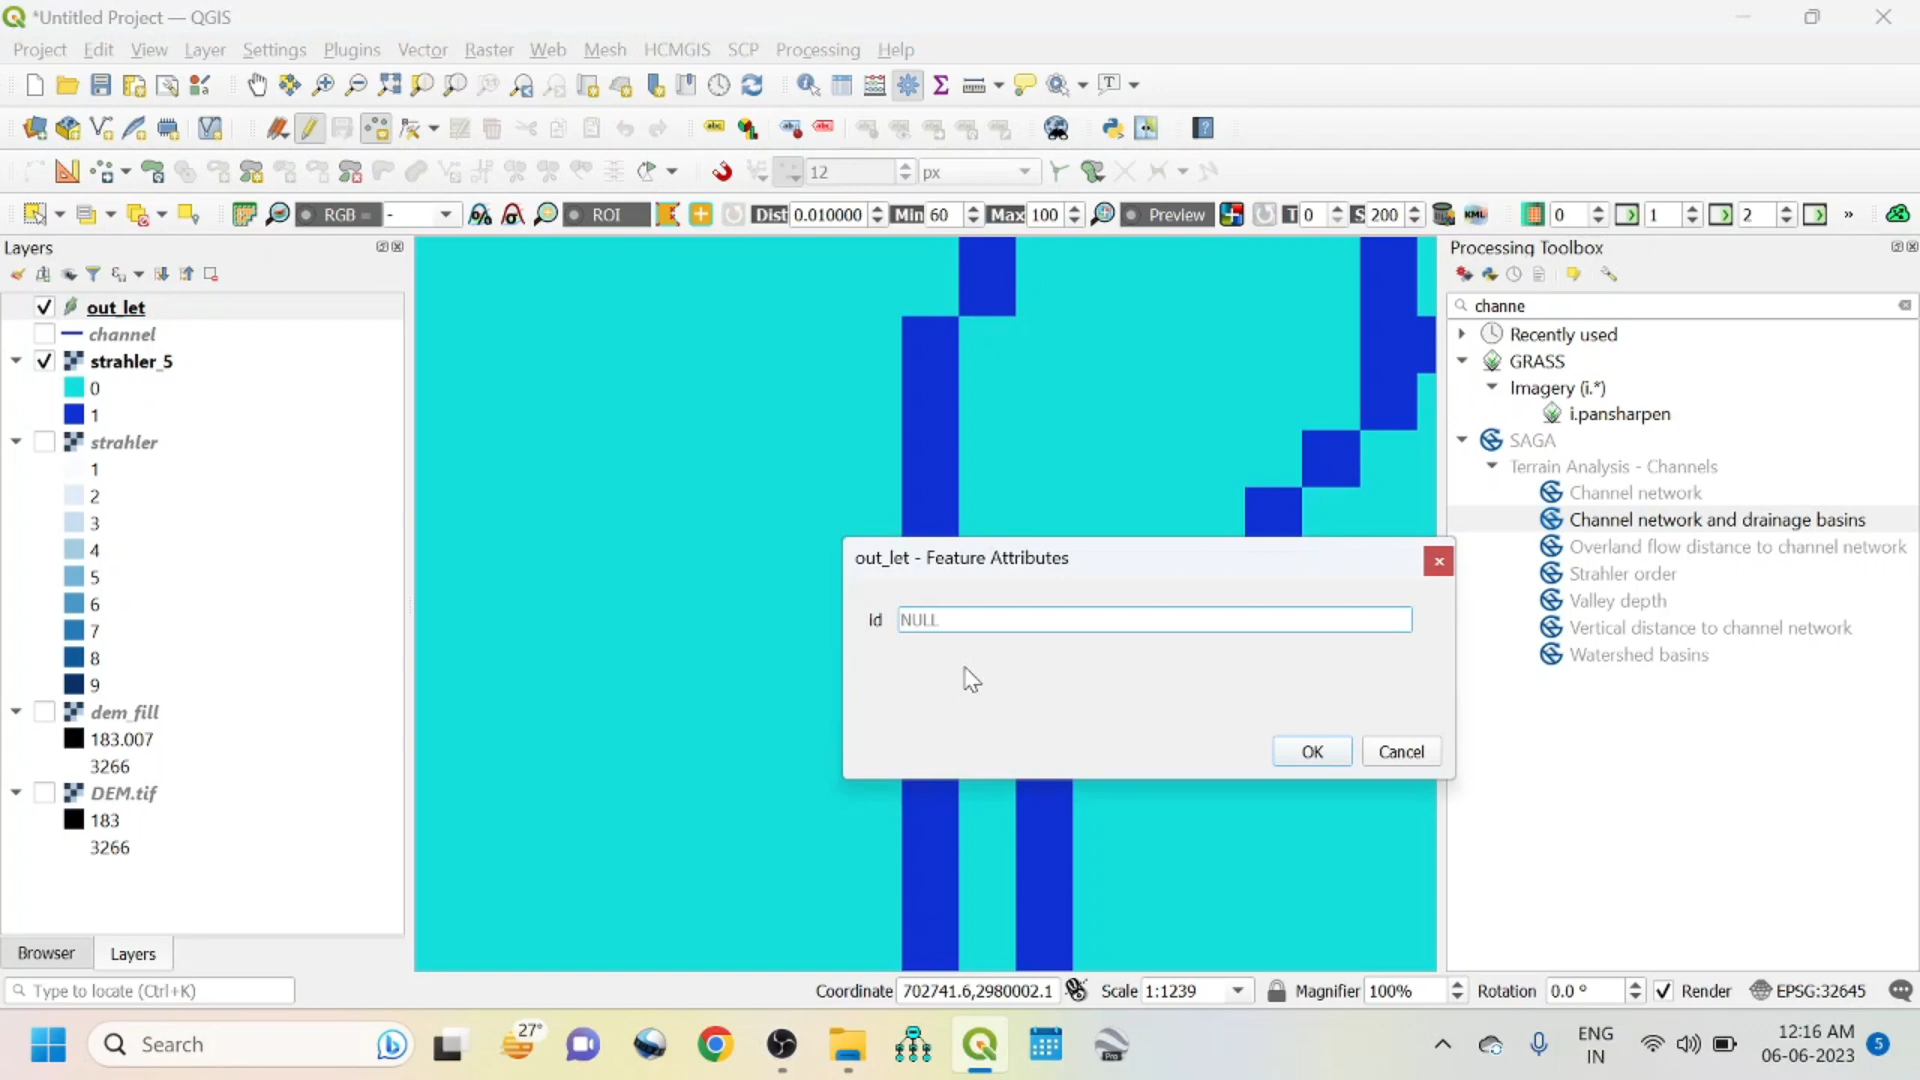 *Untitled Project — QGIS
Project Edit View Layer Settings Plugins Vector Raster Web Mesh HCMGIS SCP Processing Help
12 px
RGB = - ROI Dist 0.010000 Min 60 Max 100 Preview T 0 S 200 KML 0 1 2 »
Layers
out_let
channel
strahler_5
0
1
strahler
1
2
3
4
5
6
7
8
9
dem_fill
183.007
3266
DEM.tif
183
3266
Browser Layers
out_let - Feature Attributes
id NULL
OK Cancel
Processing Toolbox
channe
Recently used
GRASS
Imagery (i.*)
i.pansharpen
SAGA
Terrain Analysis - Channels
Channel network
Channel network and drainage basins
Overland flow distance to channel network
Strahler order
Valley depth
Vertical distance to channel network
Watershed basins
Type to locate (Ctrl+K) Coordinate 702741.6,2980002.1 Scale 1:1239 Magnifier 100% Rotation 0.0 ° Render EPSG:32645
Search 27° Pro ENG IN 12:16 AM 06-06-2023 5